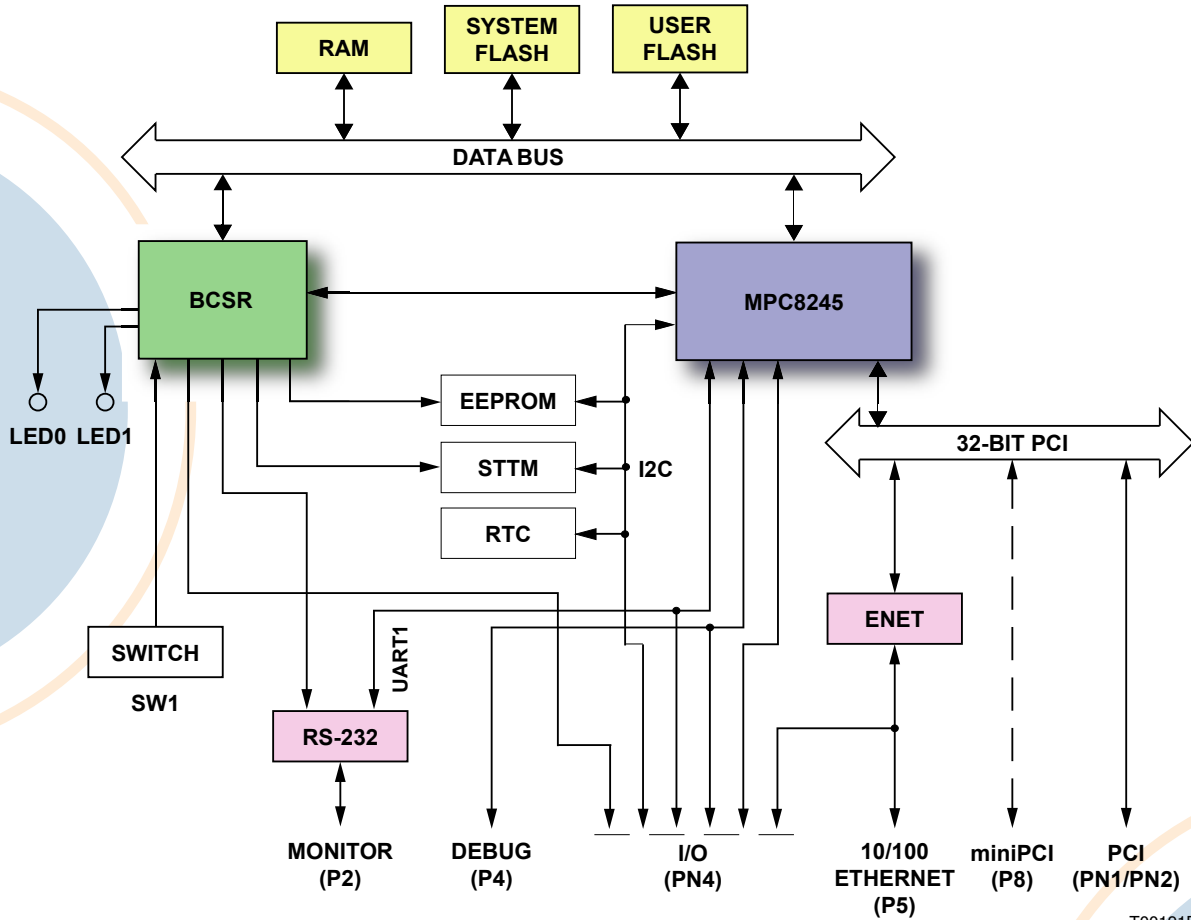 RAM
SYSTEM
FLASH
USER
FLASH
DATA BUS
BCSR
MPC8245
LED0 LED1
EEPROM
STTM
RTC
I2C
32-BIT PCI
SWITCH
SW1
UART1
RS-232
ENET
MONITOR
(P2)
DEBUG
(P4)
I/O
(PN4)
10/100
ETHERNET
(P5)
miniPCI
(P8)
PCI
(PN1/PN2)